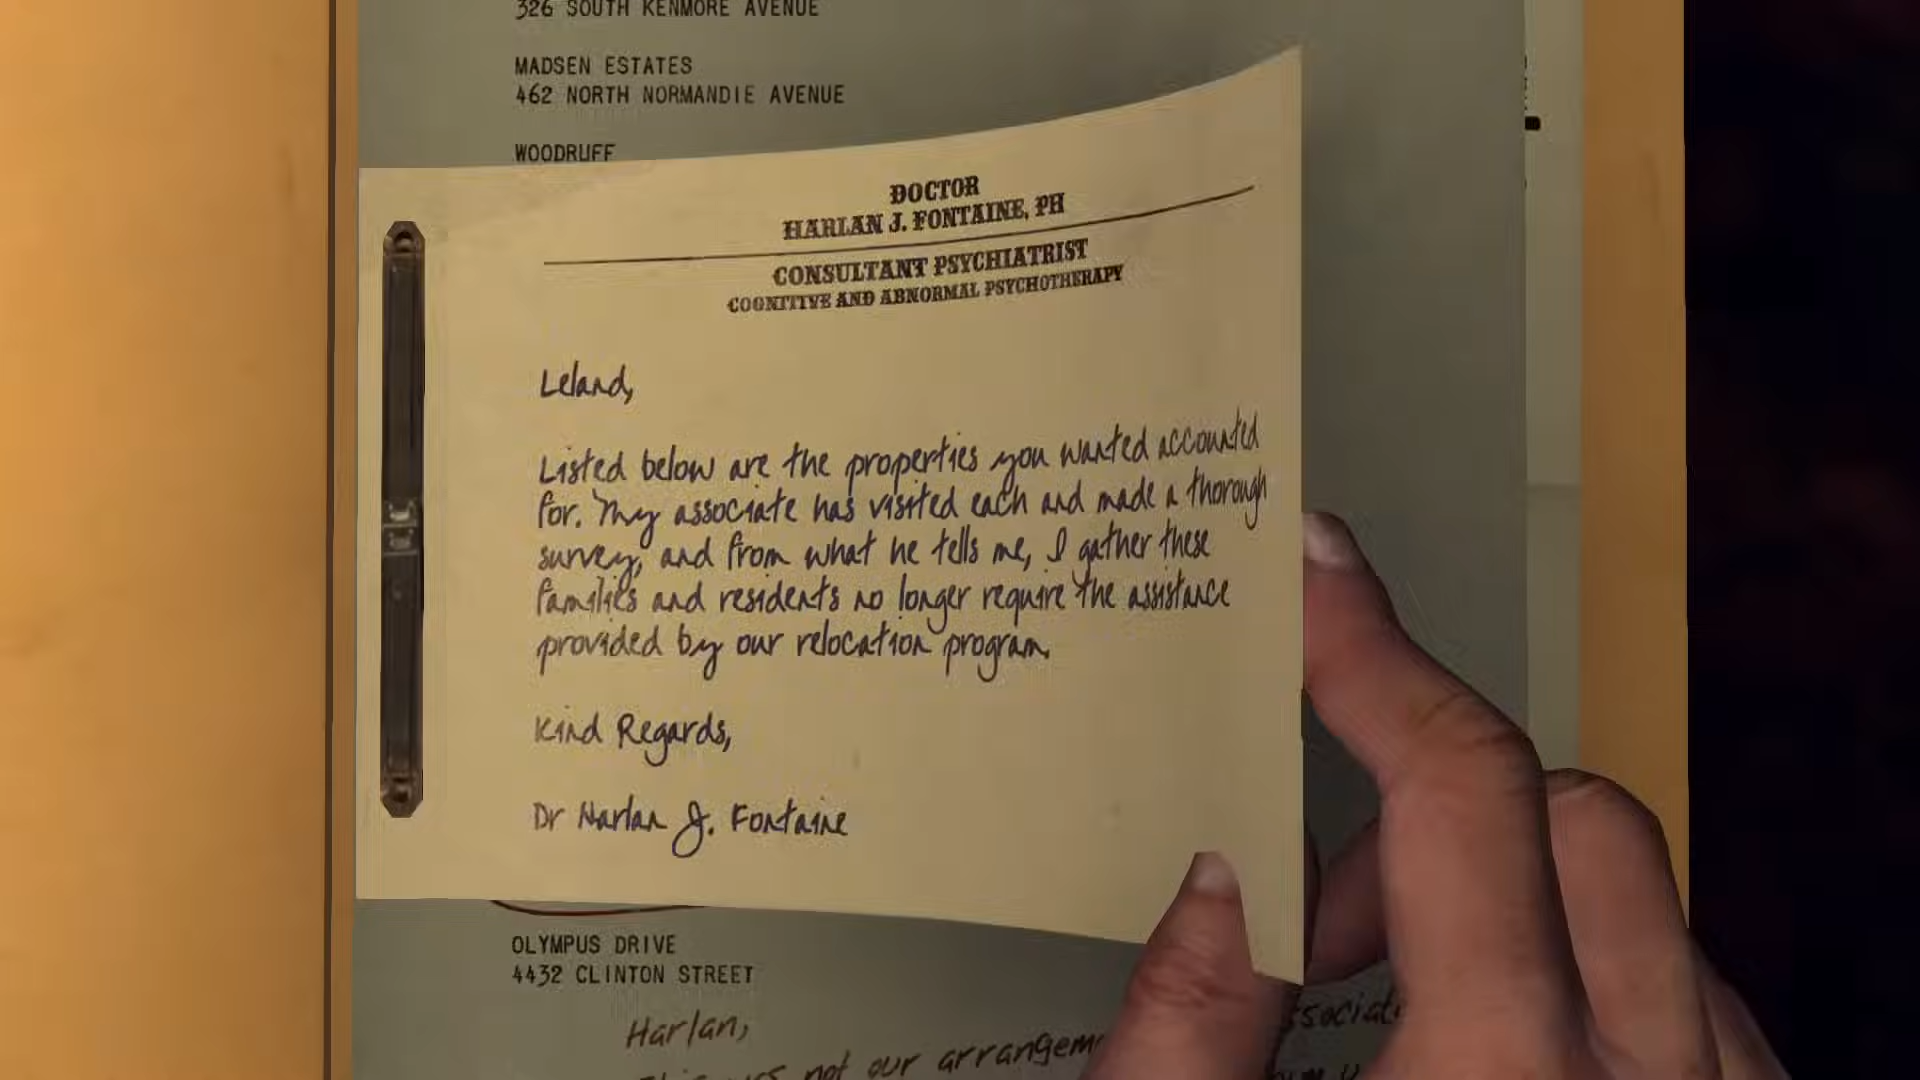 326 SOUTH KENMORE AVENUE
MADSEN ESTATES
462 NORTH NORMANDIE AVENUE
WOODRUFF
DOCTOR
HARLAN J. FONTAINE, PH
CONSULTANT PSYCHIATRIST
COGNITIVE AND ABNORMAL PSYCHOTHERAPY
Leland,
Listed below are the properties you wanted accounted
for. My associate has visited each and made a thorough
survey, and from what he tells me, I gather these
families and residents no longer require the assistance
provided by our relocation program.
Kind Regards,
Dr Harlan J. Fontaine
OLYMPUS DRIVE
4432 CLINTON STREET
Harlan,
not our arrangem